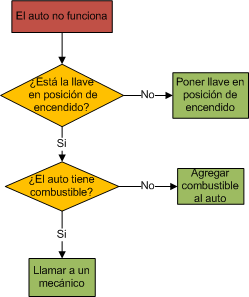 El auto no funciona
¿Está la llave
en posición de
encendido?
No
Poner llave en
posición de
encendido
Si
¿El auto tiene
combustible?
No
Agregar
combustible
al auto
Si
Llamar a un
mecánico